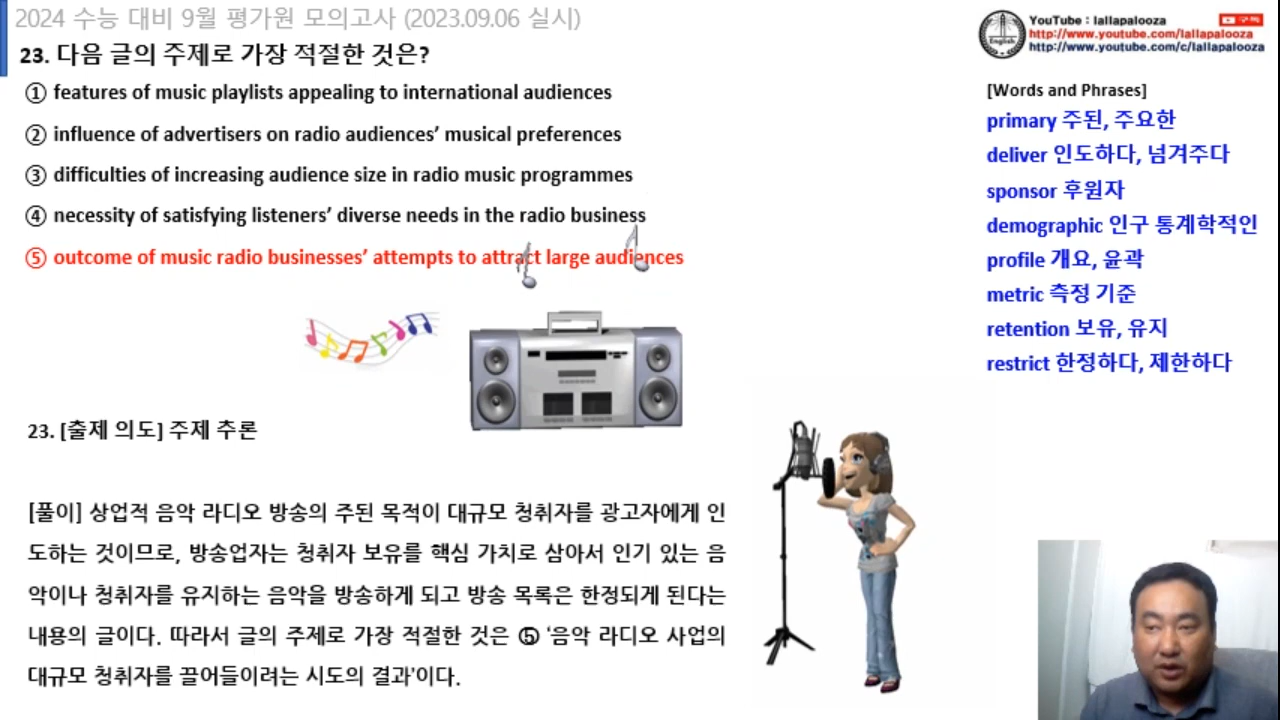 2024 수능 대비 9월 평가원 모의고사 (2023.09.06 실시)
YouTube : lallapalooza
구독
http://www.youtube.com/lallapalooza
http://www.youtube.com/c/lallapalooza
English
23. 다음 글의 주제로 가장 적절한 것은?
① features of music playlists appealing to international audiences
② influence of advertisers on radio audiences’ musical preferences
③ difficulties of increasing audience size in radio music programmes
④ necessity of satisfying listeners’ diverse needs in the radio business
⑤ outcome of music radio businesses’ attempts to attract large audiences
[Words and Phrases]
primary 주된, 주요한
deliver 인도하다, 넘겨주다
sponsor 후원자
demographic 인구 통계학적인
profile 개요, 윤곽
metric 측정 기준
retention 보유, 유지
restrict 한정하다, 제한하다
23. [출제 의도] 주제 추론
[풀이] 상업적 음악 라디오 방송의 주된 목적이 대규모 청취자를 광고자에게 인
도하는 것이므로, 방송업자는 청취자 보유를 핵심 가치로 삼아서 인기 있는 음
악이나 청취자를 유지하는 음악을 방송하게 되고 방송 목록은 한정되게 된다는
내용의 글이다. 따라서 글의 주제로 가장 적절한 것은 ⑤ ‘음악 라디오 사업의
대규모 청취자를 끌어들이려는 시도의 결과’이다.